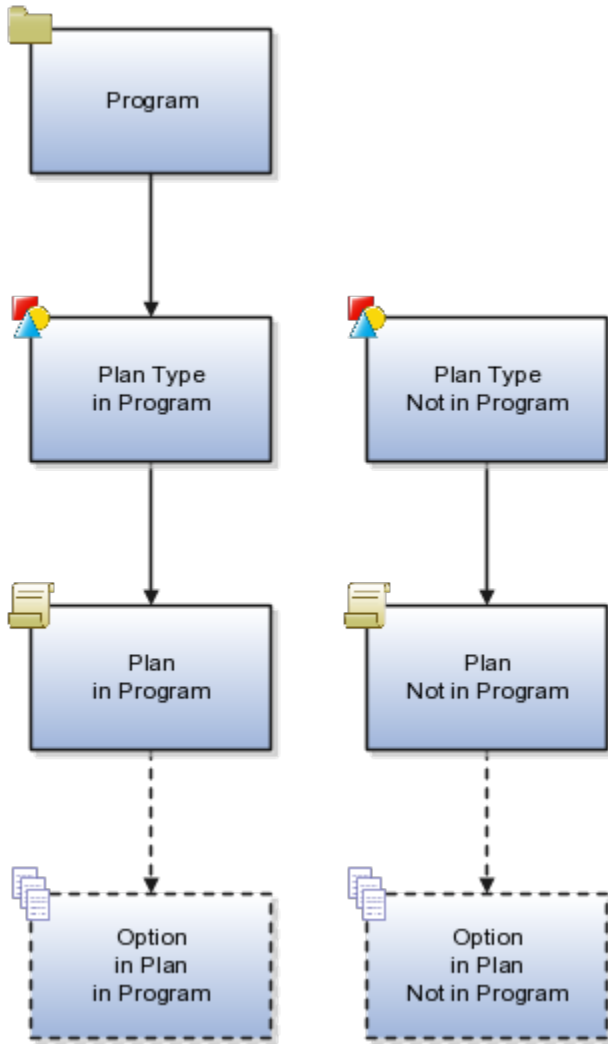 Program
Plan Type
in Program
Plan Type
Not in Program
Plan
in Program
Plan
Not in Program
Option
in Plan
in Program
Option
in Plan
Not in Program